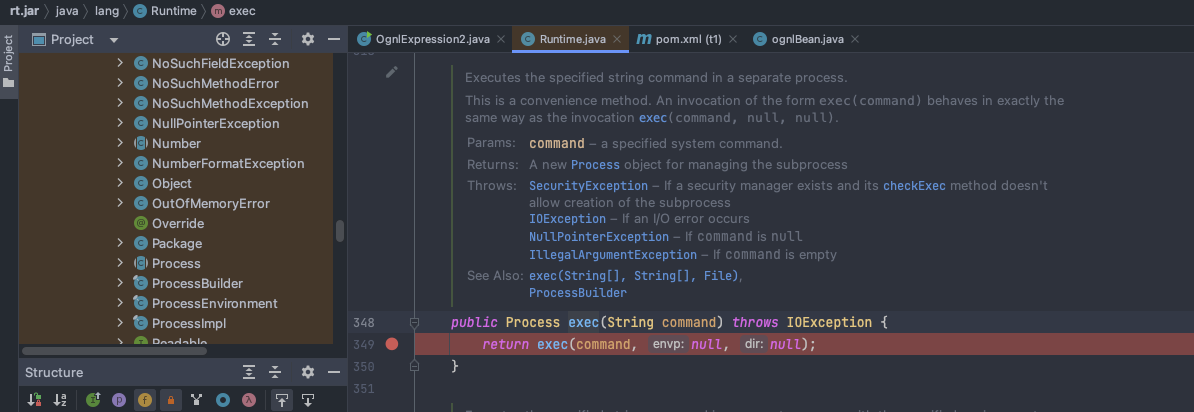 rt.jar java lang Runtime exec
Project
Project
OgnlExpression2.java Runtime.java pom.xml (t1) ognlBean.java
NoSuchFieldException
NoSuchMethodError
NoSuchMethodException
NullPointerException
Number
NumberFormatException
Object
OutOfMemoryError
Override
Package
Process
ProcessBuilder
ProcessEnvironment
ProcessImpl
Readable
Structure
Executes the specified string command in a separate process.
This is a convenience method. An invocation of the form exec(command) behaves in exactly the
same way as the invocation exec(command, null, null).
Params: command – a specified system command.
Returns: A new Process object for managing the subprocess
Throws: SecurityException – If a security manager exists and its checkExec method doesn't
allow creation of the subprocess
IOException – If an I/O error occurs
NullPointerException – If command is null
IllegalArgumentException – If command is empty
See Also: exec(String[], String[], File),
ProcessBuilder
348 public Process exec(String command) throws IOException {
349 return exec(command, envp: null, dir: null);
350 }
351